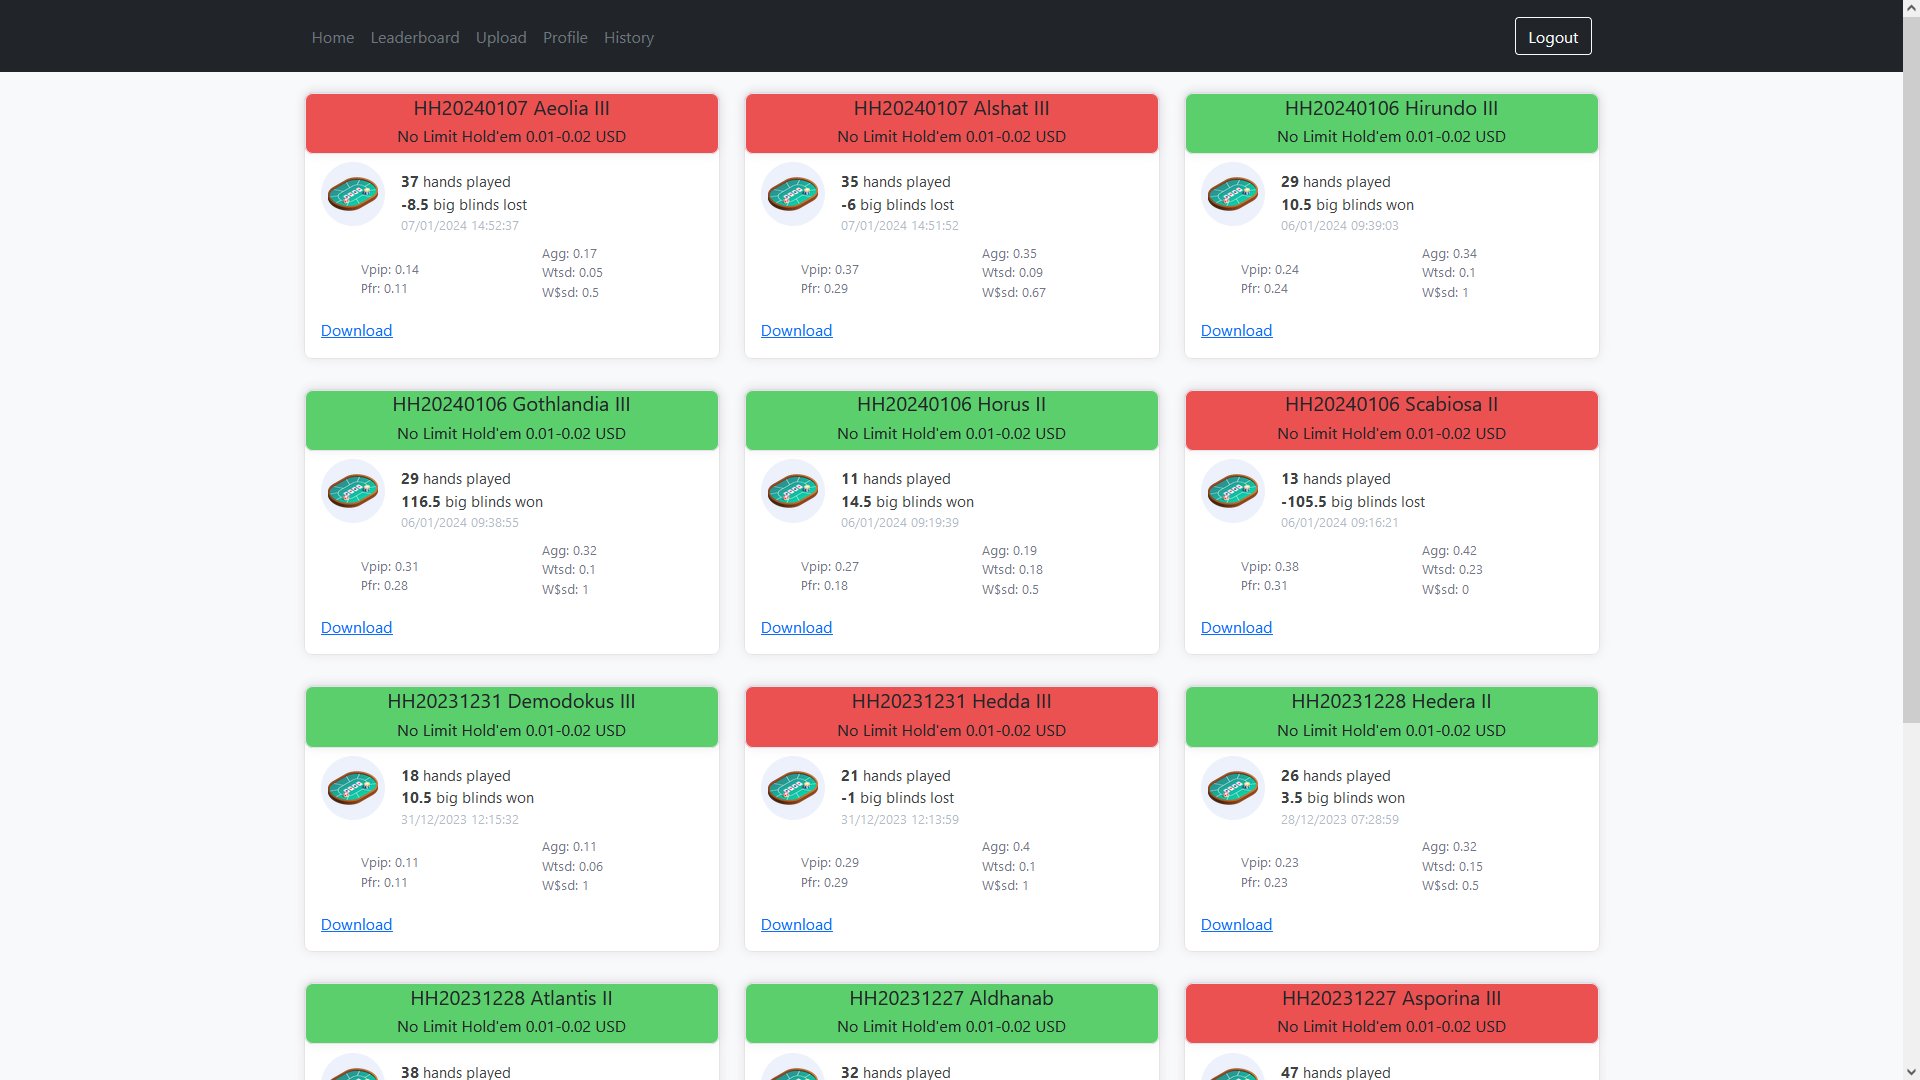 Home Leaderboard Upload Profile History Logout
HH20240107 Aeolia III
No Limit Hold'em 0.01-0.02 USD
37 hands played
-8.5 big blinds lost
07/01/2024 14:52:37
Vpip: 0.14
Pfr: 0.11
Agg: 0.17
Wtsd: 0.05
W$sd: 0.5
Download
HH20240107 Alshat III
No Limit Hold'em 0.01-0.02 USD
35 hands played
-6 big blinds lost
07/01/2024 14:51:52
Vpip: 0.37
Pfr: 0.29
Agg: 0.35
Wtsd: 0.09
W$sd: 0.67
Download
HH20240106 Hirundo III
No Limit Hold'em 0.01-0.02 USD
29 hands played
10.5 big blinds won
06/01/2024 09:39:03
Vpip: 0.24
Pfr: 0.24
Agg: 0.34
Wtsd: 0.1
W$sd: 1
Download
HH20240106 Gothlandia III
No Limit Hold'em 0.01-0.02 USD
29 hands played
116.5 big blinds won
06/01/2024 09:38:55
Vpip: 0.31
Pfr: 0.28
Agg: 0.32
Wtsd: 0.1
W$sd: 1
Download
HH20240106 Horus II
No Limit Hold'em 0.01-0.02 USD
11 hands played
14.5 big blinds won
06/01/2024 09:19:39
Vpip: 0.27
Pfr: 0.18
Agg: 0.19
Wtsd: 0.18
W$sd: 0.5
Download
HH20240106 Scabiosa II
No Limit Hold'em 0.01-0.02 USD
13 hands played
-105.5 big blinds lost
06/01/2024 09:16:21
Vpip: 0.38
Pfr: 0.31
Agg: 0.42
Wtsd: 0.23
W$sd: 0
Download
HH20231231 Demodokus III
No Limit Hold'em 0.01-0.02 USD
18 hands played
10.5 big blinds won
31/12/2023 12:15:32
Vpip: 0.11
Pfr: 0.11
Agg: 0.11
Wtsd: 0.06
W$sd: 1
Download
HH20231231 Hedda III
No Limit Hold'em 0.01-0.02 USD
21 hands played
-1 big blinds lost
31/12/2023 12:13:59
Vpip: 0.29
Pfr: 0.29
Agg: 0.4
Wtsd: 0.1
W$sd: 1
Download
HH20231228 Hedera II
No Limit Hold'em 0.01-0.02 USD
26 hands played
3.5 big blinds won
28/12/2023 07:28:59
Vpip: 0.23
Pfr: 0.23
Agg: 0.32
Wtsd: 0.15
W$sd: 0.5
Download
HH20231228 Atlantis II
No Limit Hold'em 0.01-0.02 USD
38 hands played
HH20231227 Aldhanab
No Limit Hold'em 0.01-0.02 USD
32 hands played
HH20231227 Asporina III
No Limit Hold'em 0.01-0.02 USD
47 hands played